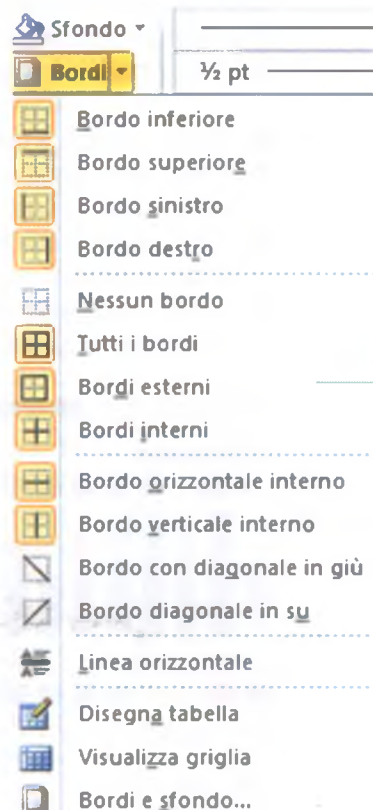 Sfondo
Bordi
½ pt
Bordo inferiore
Bordo superiore
Bordo sinistro
Bordo destro
Nessun bordo
Tutti i bordi
Bordi esterni
Bordi interni
Bordo orizzontale interno
Bordo verticale interno
Bordo con diagonale in giù
Bordo diagonale in su
Linea orizzontale
Disegna tabella
Visualizza griglia
Bordi e sfondo...